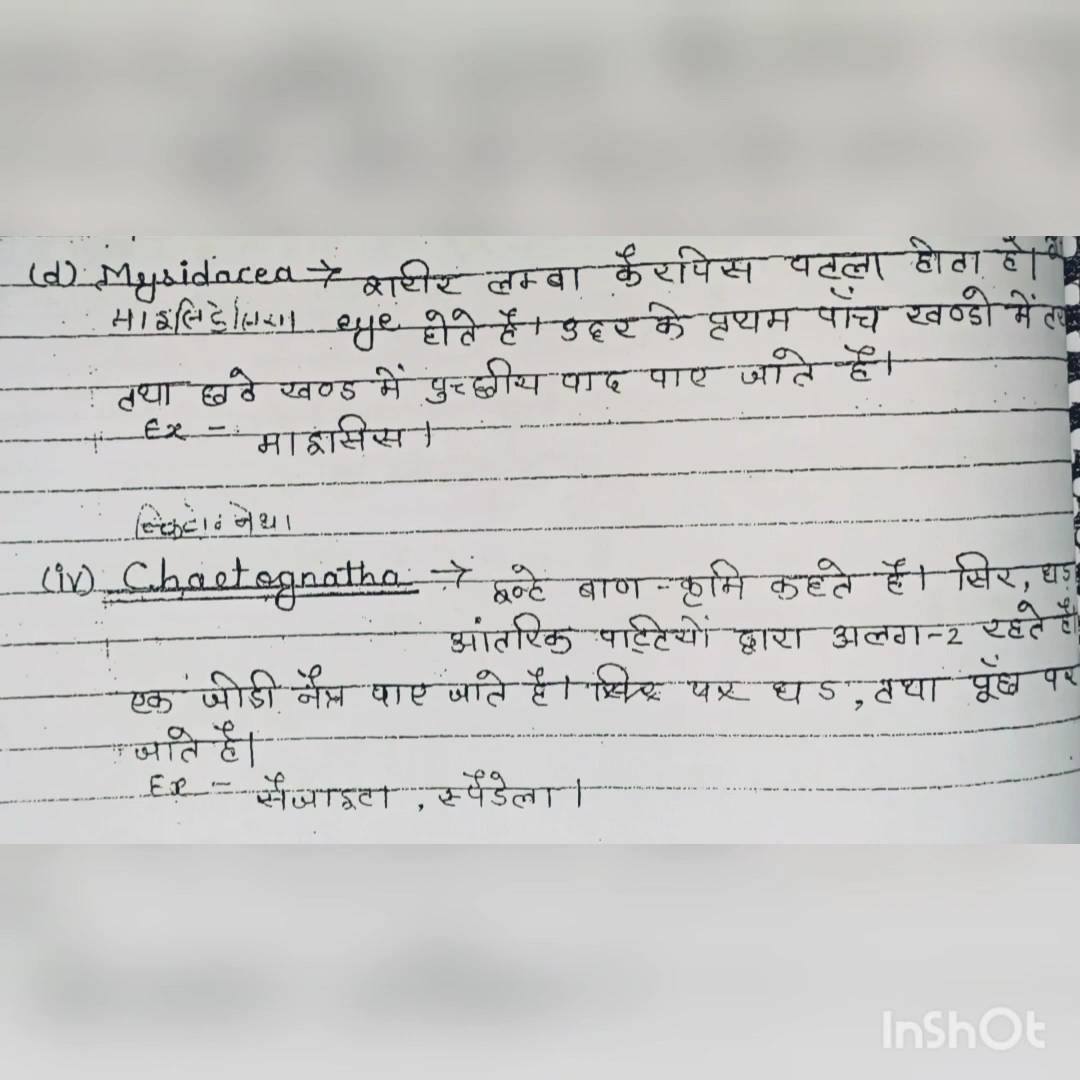 (d) Mysidacea → शरीर लम्बा कैरापिस पतला होता है।
eye होते है। उदर के प्रथम पाँच खण्डो में
तथा छठे खण्ड में पुच्छीय पाद पाए जाते है।
Ex - माइसिस।
(iv) Chaetognatha → इन्हे बाण-कृमि कहते है। सिर, धड
आंतरिक पट्टियों द्वारा अलग-2 रहते है
एक जोडी नैत्र पाए जाते है। सिर पर धड, तथा पूँछ पर
जाते है।
Ex - सैजाइटा, स्पैडेला।
InShOt